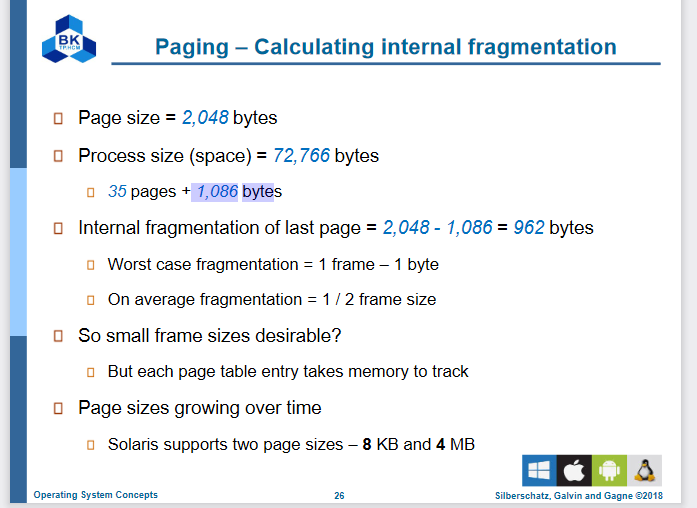 BK
TP.HCM
Paging – Calculating internal fragmentation
Page size = 2,048 bytes
Process size (space) = 72,766 bytes
35 pages + 1,086 bytes
Internal fragmentation of last page = 2,048 - 1,086 = 962 bytes
Worst case fragmentation = 1 frame – 1 byte
On average fragmentation = 1 / 2 frame size
So small frame sizes desirable?
But each page table entry takes memory to track
Page sizes growing over time
Solaris supports two page sizes – 8 KB and 4 MB
Operating System Concepts
26
Silberschatz, Galvin and Gagne ©2018